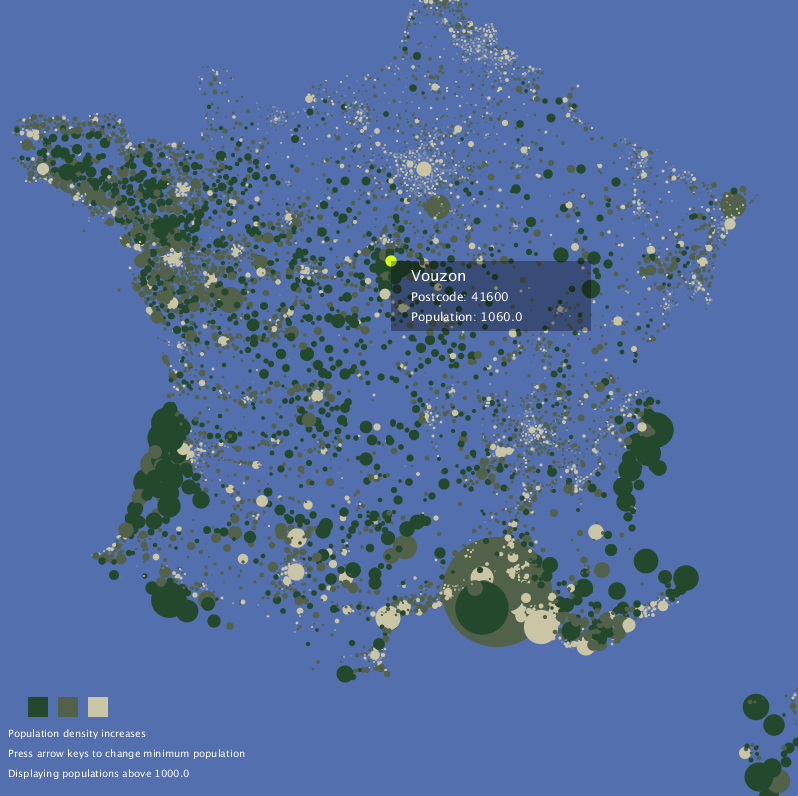 Vouzon
Postcode: 41600
Population: 1060.0
Population density increases
Press arrow keys to change minimum population
Displaying populations above 1000.0